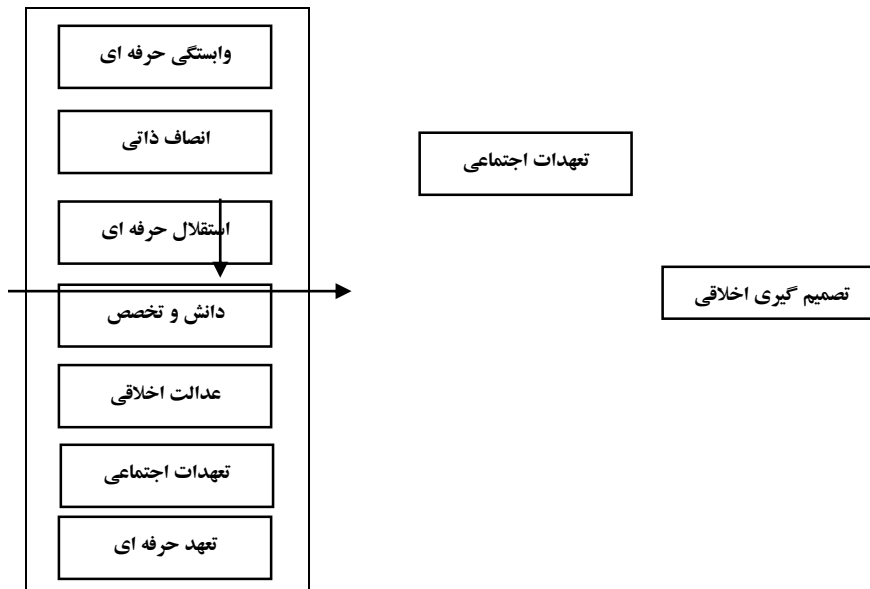 وابستگی حرفه ای
انصاف ذاتی
استقلال حرفه ای
دانش و تخصص
عدالت اخلاقی
تعهدات اجتماعی
تعهد حرفه ای
تعهدات اجتماعی
تصمیم گیری اخلاقی